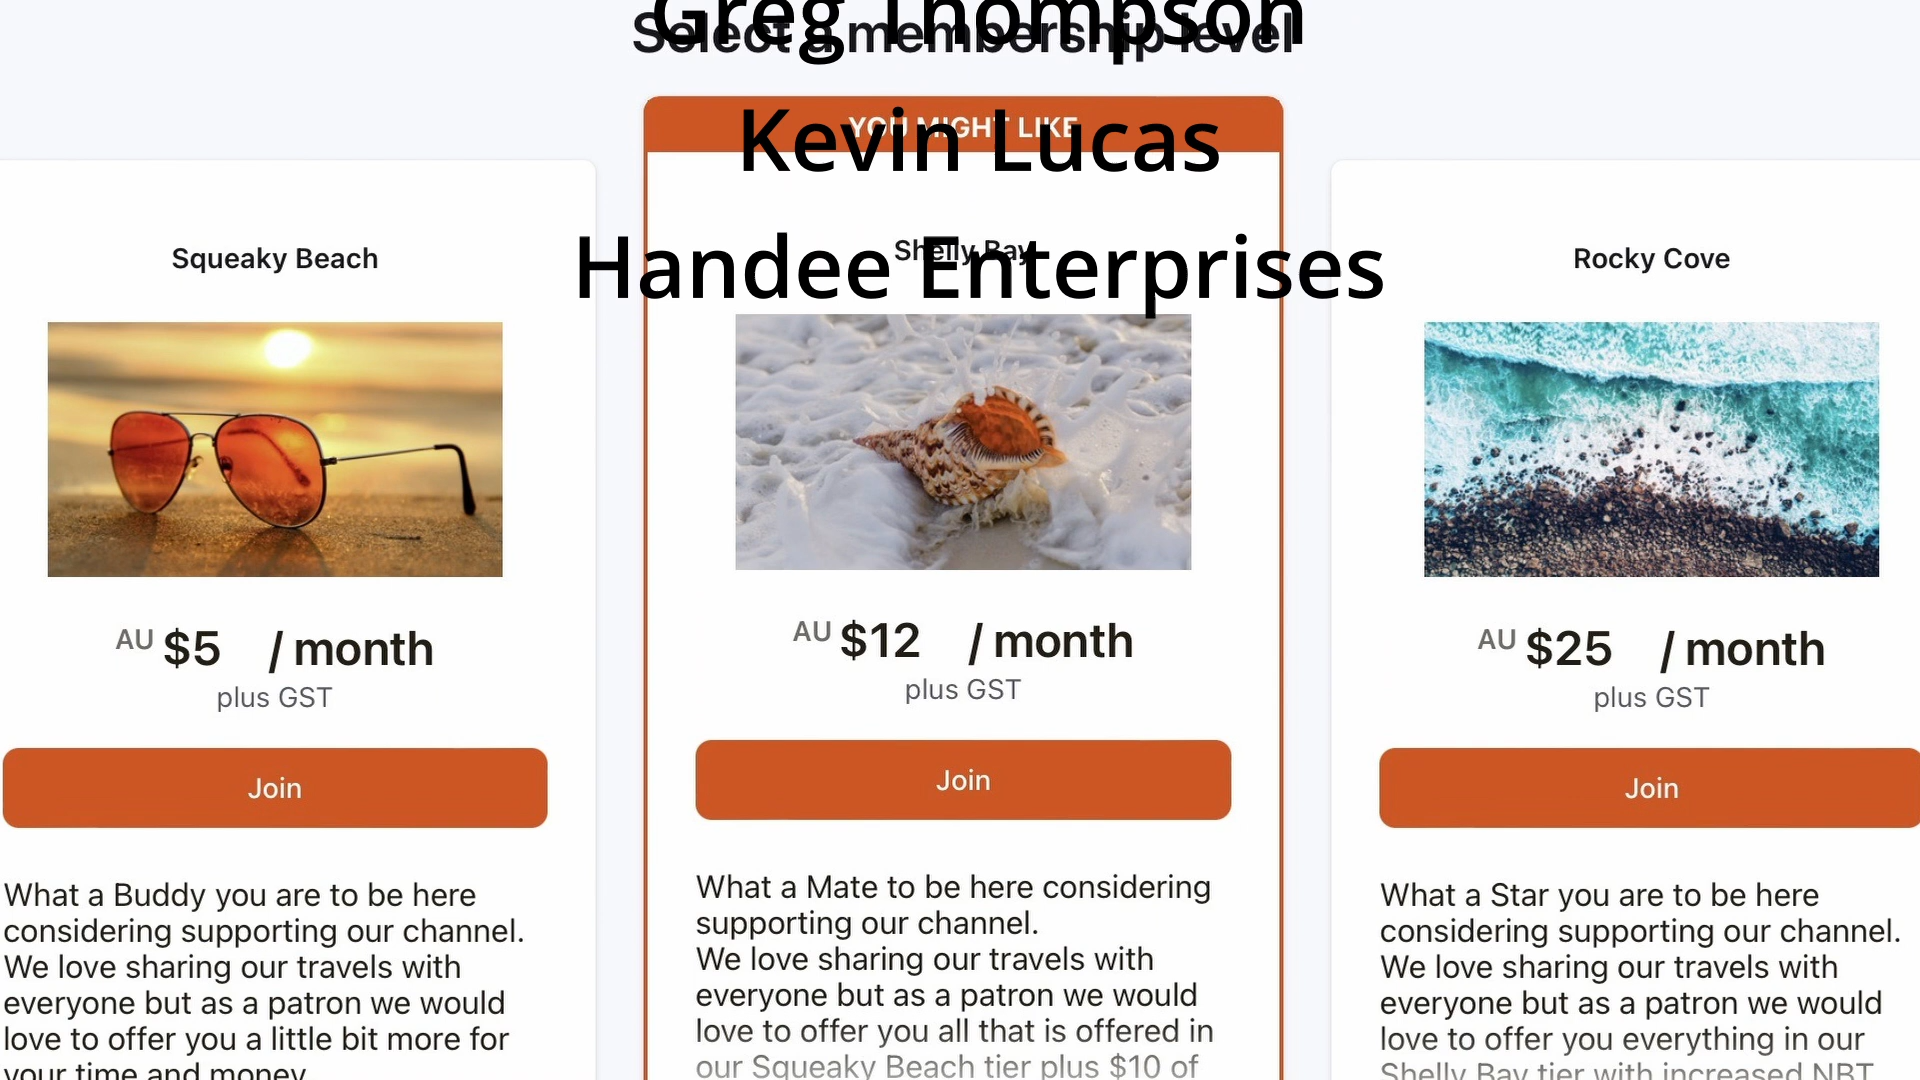 Greg Thompson
Select a membership level
YOU MIGHT LIKE
Kevin Lucas
Handee Enterprises
Squeaky Beach
AU $5 / month
plus GST
Join
What a Buddy you are to be here
considering supporting our channel.
We love sharing our travels with
everyone but as a patron we would
love to offer you a little bit more for
your time and money.
Shelly Bay
AU $12 / month
plus GST
Join
What a Mate to be here considering
supporting our channel.
We love sharing our travels with
everyone but as a patron we would
love to offer you all that is offered in
our Squeaky Beach tier plus $10 of
Rocky Cove
AU $25 / month
plus GST
Join
What a Star you are to be here
considering supporting our channel.
We love sharing our travels with
everyone but as a patron we would
love to offer you everything in our
Shelly Bay tier with increased NBT